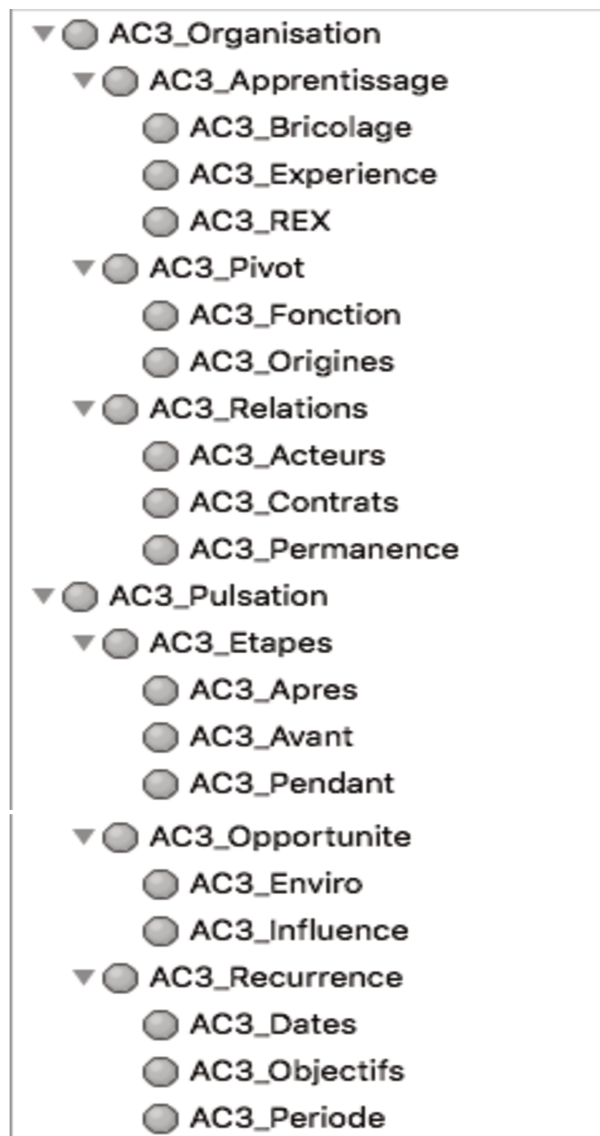 AC3_Organisation
AC3_Apprentissage
AC3_Bricolage
AC3_Experience
AC3_REX
AC3_Pivot
AC3_Fonction
AC3_Origines
AC3_Relations
AC3_Acteurs
AC3_Contrats
AC3_Permanence
AC3_Pulsation
AC3_Etapes
AC3_Apres
AC3_Avant
AC3_Pendant
AC3_Opportunite
AC3_Enviro
AC3_Influence
AC3_Recurrence
AC3_Dates
AC3_Objectifs
AC3_Periode